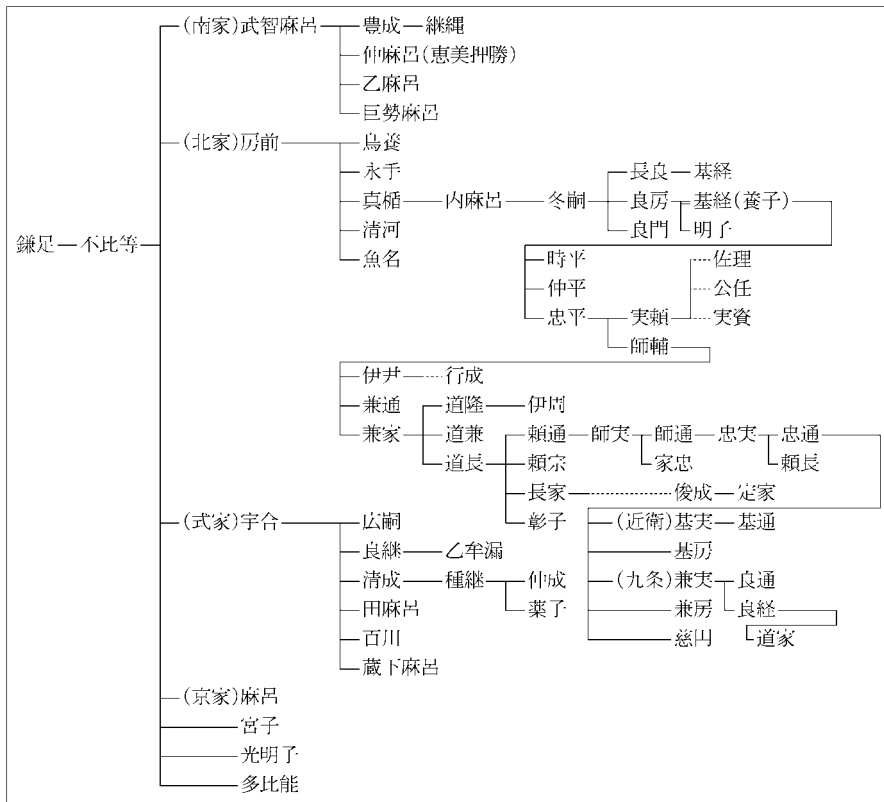 (南家)武智麻呂 豊成 継縄
仲麻呂(恵美押勝)
乙麻呂
巨勢麻呂
(北家)房前 鳥養
永手 長良 基経
真楯 内麻呂 冬嗣 良房 基経(養子)
清河 良門 明子
鎌足 不比等 魚名 時平 佐理
仲平 公任
忠平 実頼 実資
師輔
伊尹 行成
兼通 道隆 伊周
兼家 道兼 頼通 師実 師通 忠実 忠通
道長 頼宗 家忠 頼長
長家 俊成 定家
(式家)宇合 広嗣 彰子 (近衛)基実 基通
良継 乙牟漏 基房
清成 種継 仲成 (九条)兼実 良通
田麻呂 薬子 兼房 良経
百川 慈円 道家
蔵下麻呂
(京家)麻呂
宮子
光明子
多比能